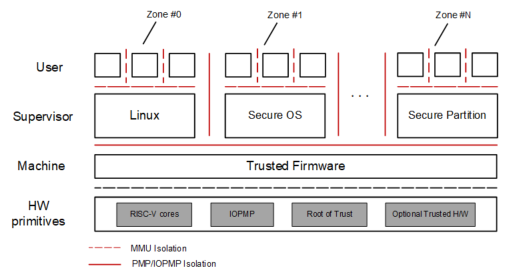 Zone #0
Zone #1
Zone #N
User
Supervisor
Linux
Secure OS
. . .
Secure Partition
Machine
Trusted Firmware
HW
primitives
RISC-V cores
IOPMP
Root of Trust
Optional Trusted H/W
MMU Isolation
PMP/IOPMP Isolation